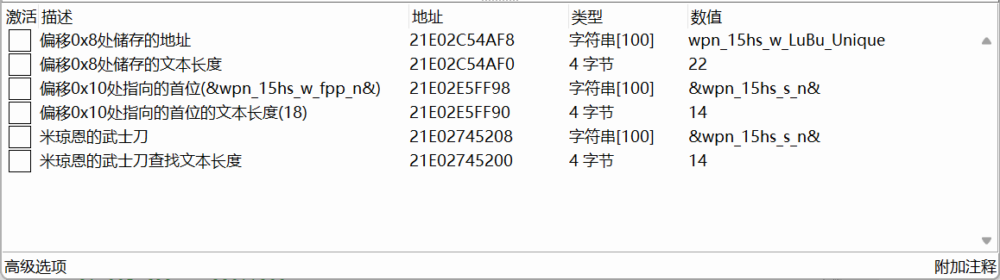 激活 描述 地址 类型 数值
偏移0x8处储存的地址 21E02C54AF8 字符串[100] wpn_15hs_w_LuBu_Unique
偏移0x8处储存的文本长度 21E02C54AF0 4 字节 22
偏移0x10处指向的首位(&wpn_15hs_w_fpp_n&) 21E02E5FF98 字符串[100] &wpn_15hs_s_n&
偏移0x10处指向的首位的文本长度(18) 21E02E5FF90 4 字节 14
米琼恩的武士刀 21E02745208 字符串[100] &wpn_15hs_s_n&
米琼恩的武士刀查找文本长度 21E02745200 4 字节 14
高级选项 附加注释